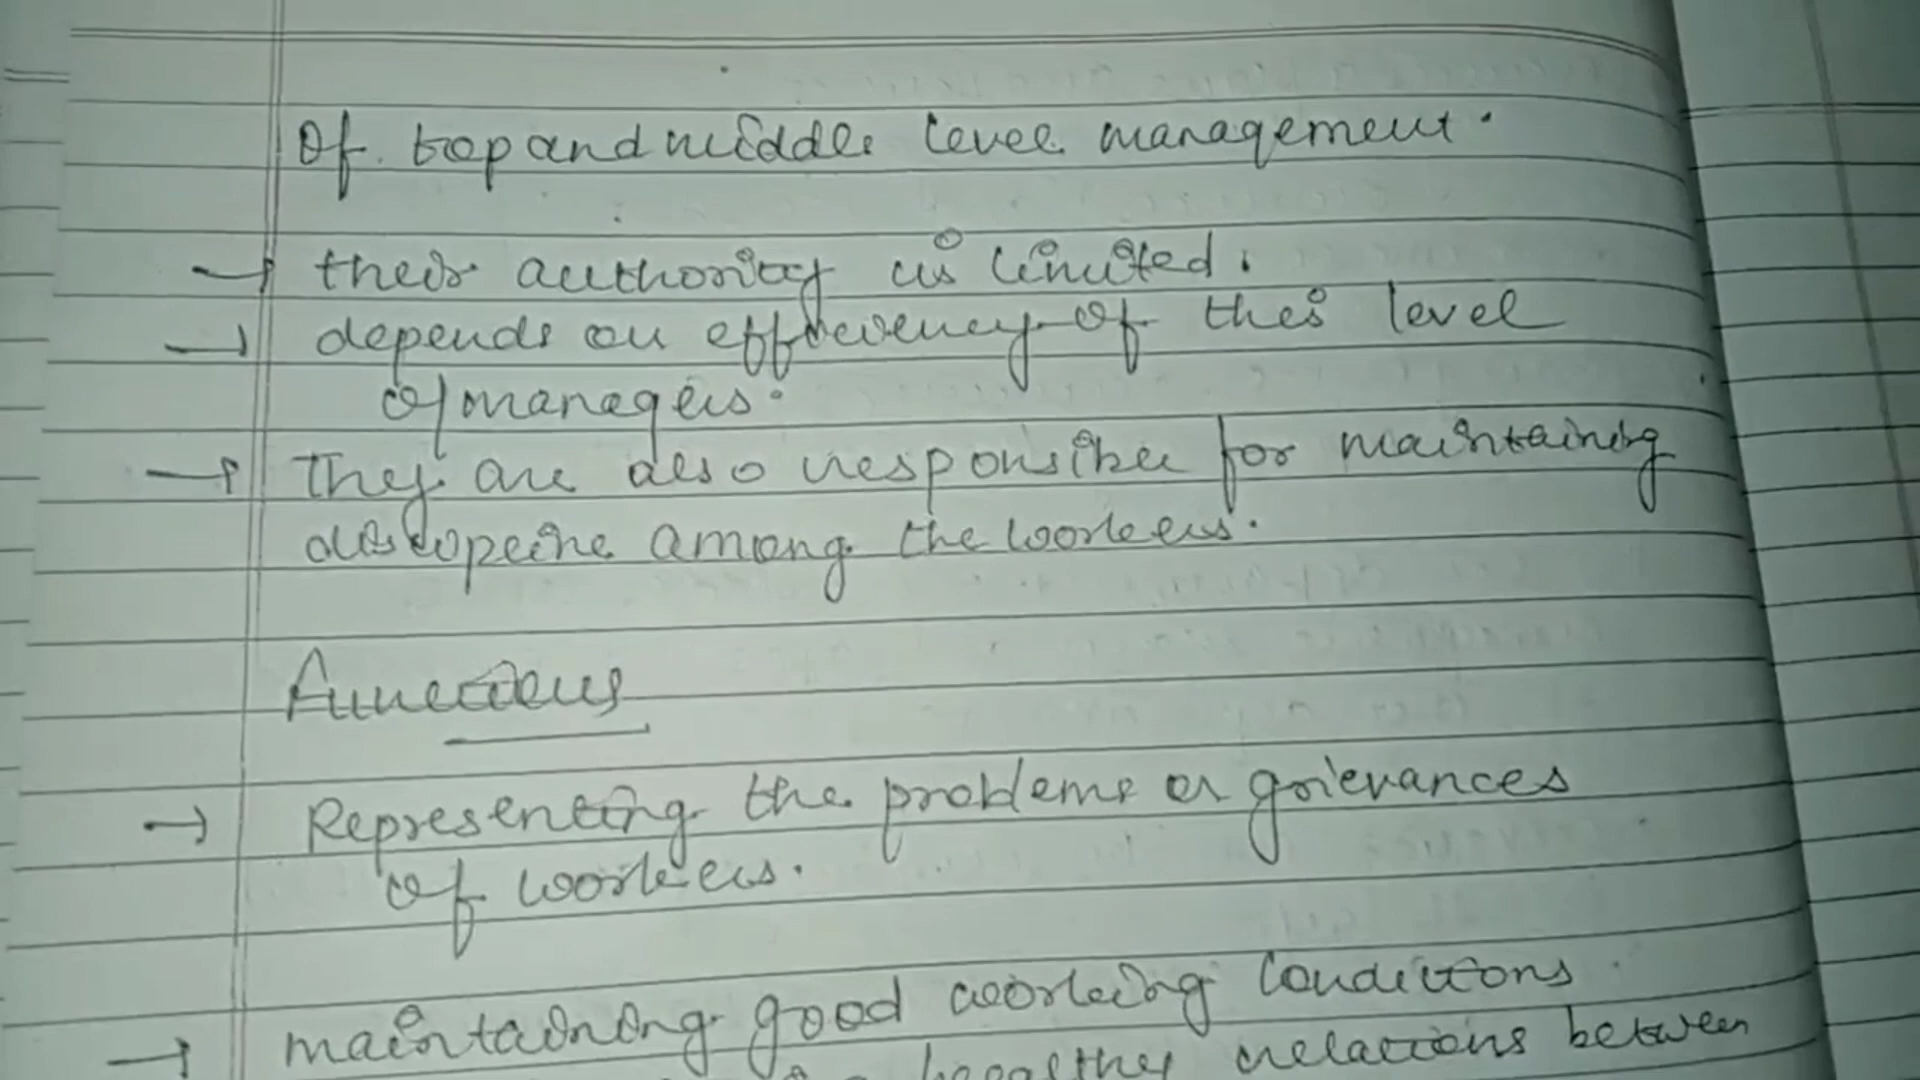 of top and middle level management.
→ their authority is limited.
→ depends on efficiency of this level
of managers.
→ They are also responsible for maintaining
discipline among the workers.
Functions
→ Representing the problems or grievances
of workers.
→ maintaining good working conditions
healthy relations between